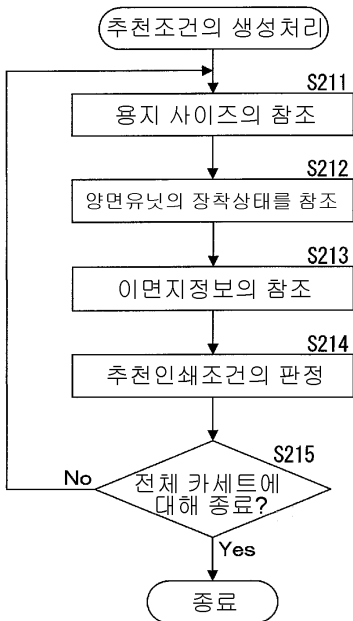 추천조건의 생성처리
S211
용지 사이즈의 참조
S212
양면유닛의 장착상태를 참조
S213
이면지정보의 참조
S214
추천인쇄조건의 판정
S215
전체 카세트에
대해 종료?
No
Yes
종료